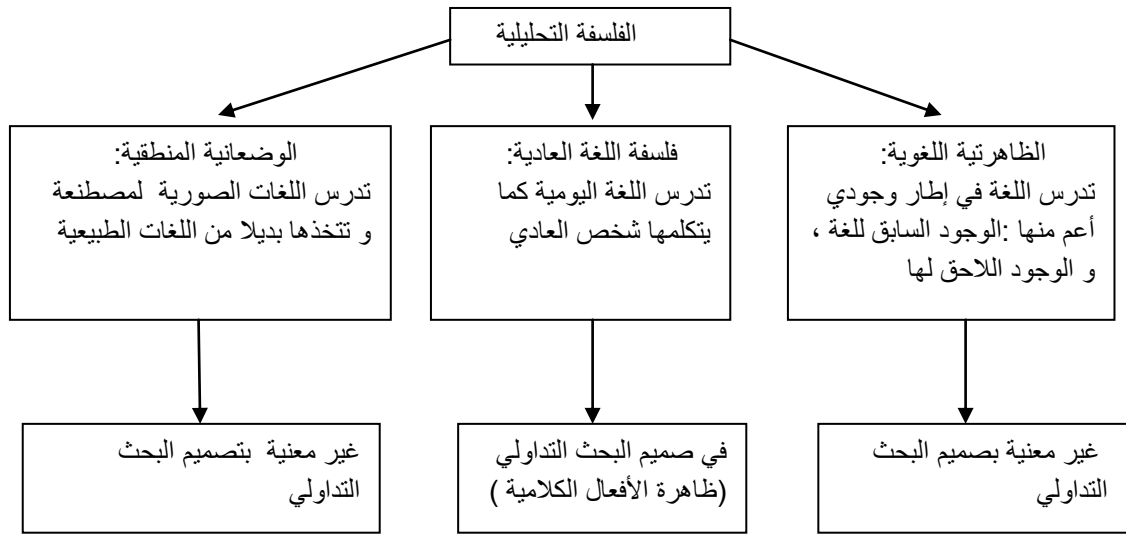 الفلسفة التحليلية
الظاهرتية اللغوية:
تدرس اللغة في إطار وجودي
أعم منها :الوجود السابق للغة ،
و الوجود اللاحق لها
فلسفة اللغة العادية:
تدرس اللغة اليومية كما
يتكلمها شخص العادي
الوضعانية المنطقية:
تدرس اللغات الصورية لمصطنعة
و تتخذها بديلا من اللغات الطبيعية
غير معنية بصميم البحث
التداولي
في صميم البحث التداولي
(ظاهرة الأفعال الكلامية )
غير معنية بتصميم البحث
التداولي